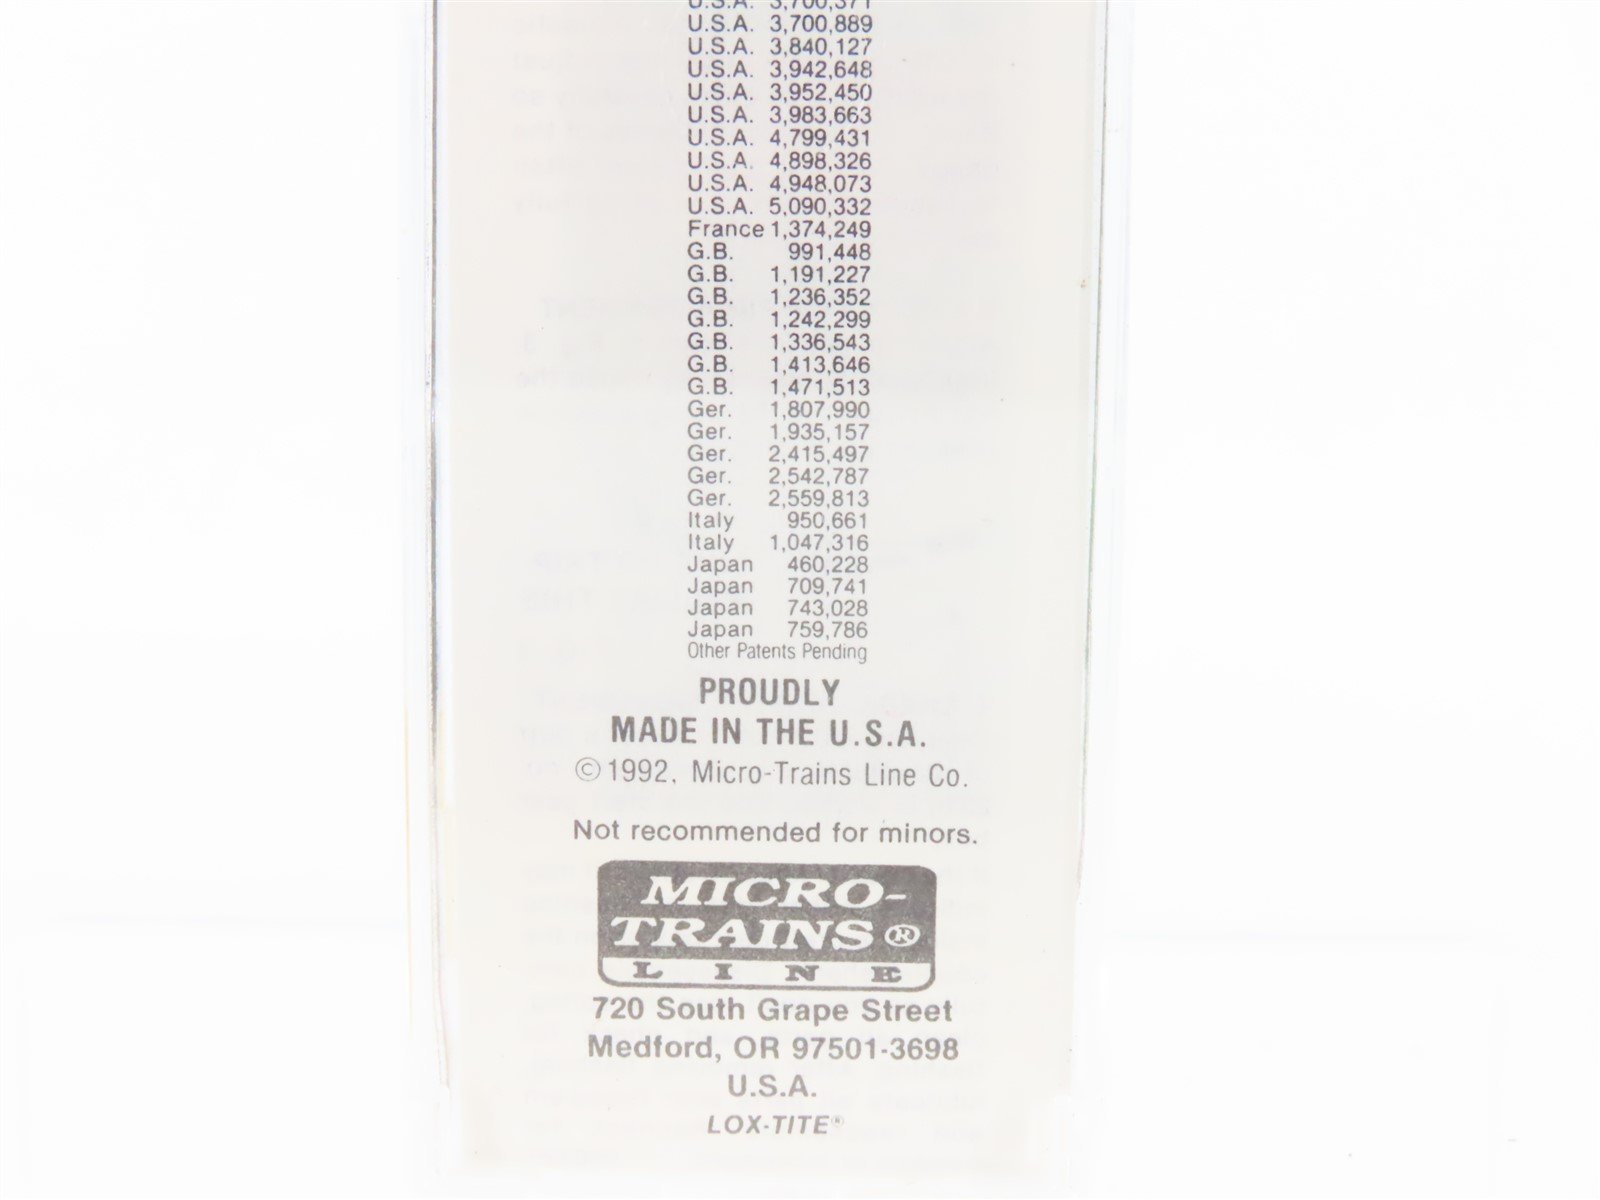 U.S.A. 3,700,371
U.S.A. 3,700,889
U.S.A. 3,840,127
U.S.A. 3,942,648
U.S.A. 3,952,450
U.S.A. 3,983,663
U.S.A. 4,799,431
U.S.A. 4,898,326
U.S.A. 4,948,073
U.S.A. 5,090,332
France 1,374,249
G.B. 991,448
G.B. 1,191,227
G.B. 1,236,352
G.B. 1,242,299
G.B. 1,336,543
G.B. 1,413,646
G.B. 1,471,513
Ger. 1,807,990
Ger. 1,935,157
Ger. 2,415,497
Ger. 2,542,787
Ger. 2,559,813
Italy 950,661
Italy 1,047,316
Japan 460,228
Japan 709,741
Japan 743,028
Japan 759,786
Other Patents Pending
PROUDLY
MADE IN THE U.S.A.
©1992, Micro-Trains Line Co.
Not recommended for minors.
MICRO-
TRAINS®
LINE
720 South Grape Street
Medford, OR 97501-3698
U.S.A.
LOX-TITE®